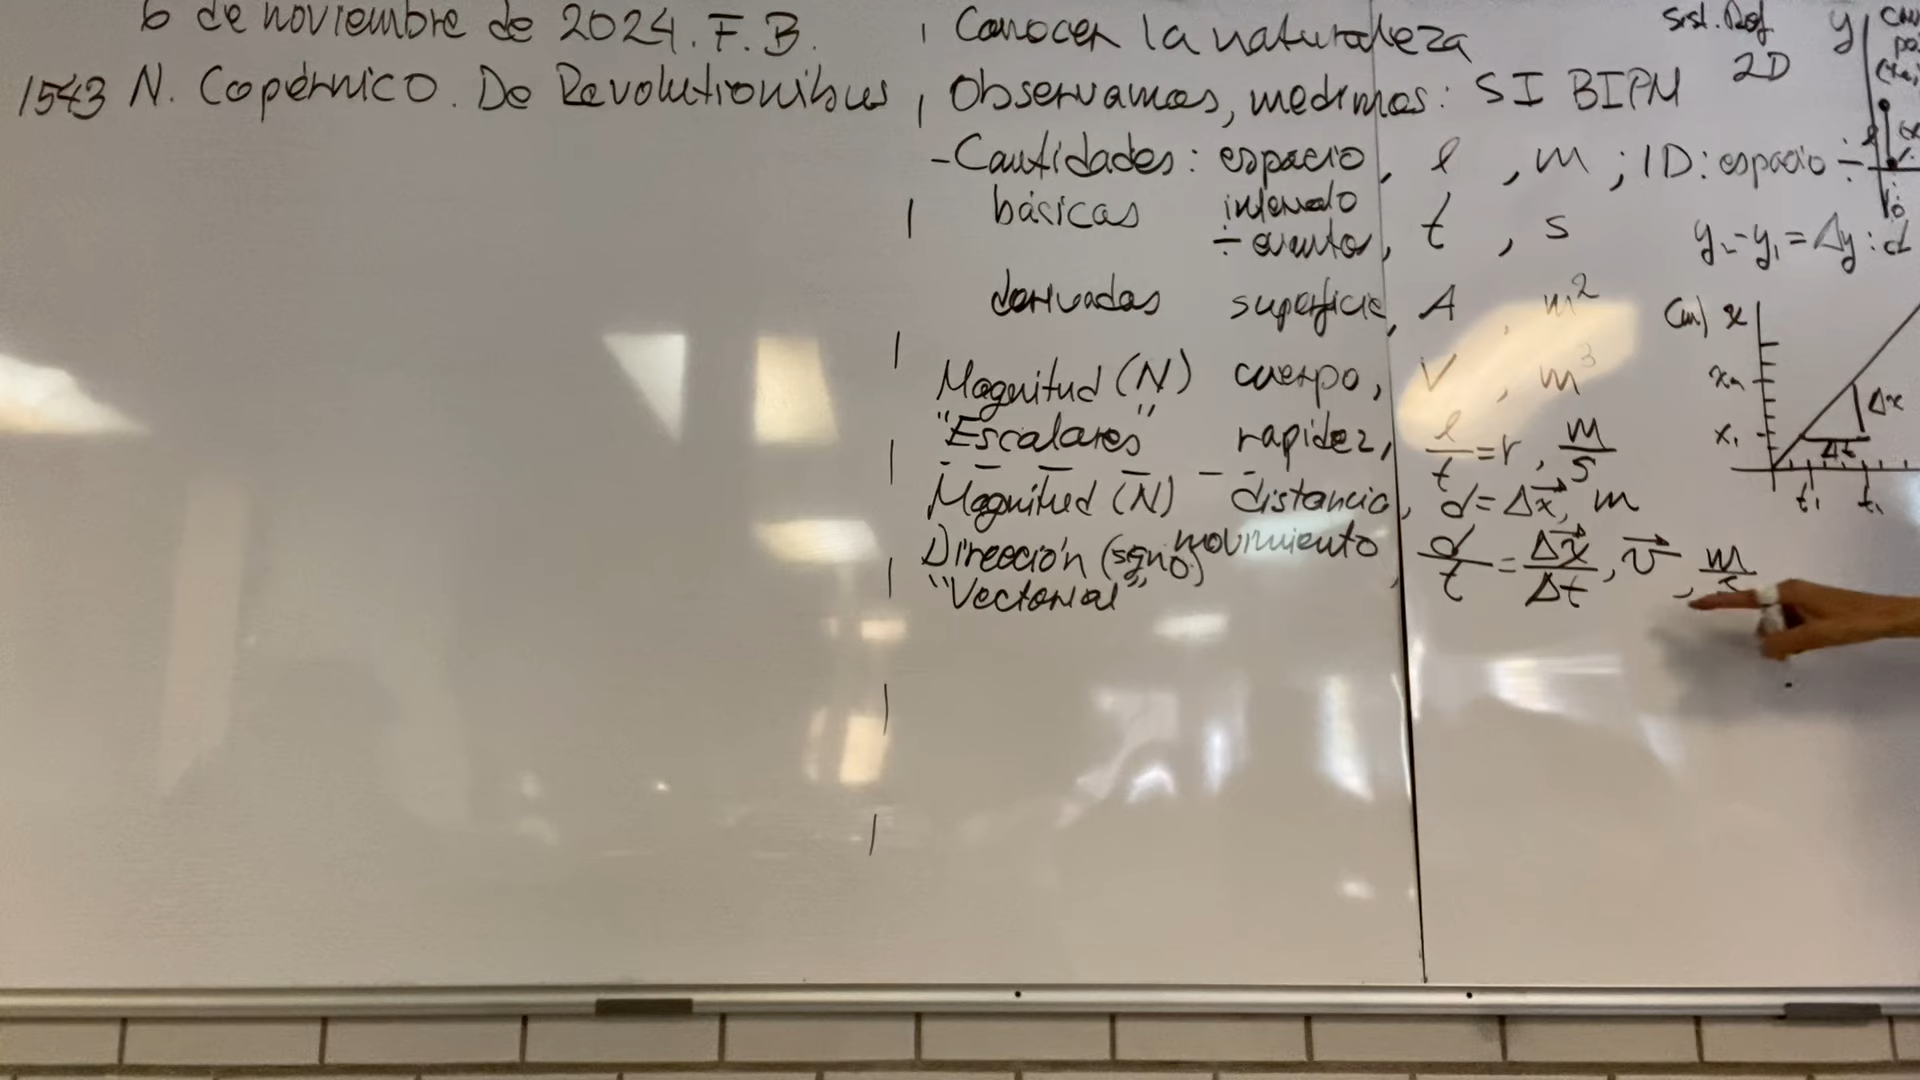 6 de noviembre de 2024. F. B.
1543 N. Copérnico. De Revolutionibus
Conocer la naturaleza
Observamos, medimos: SI BIPM
- Cantidades: espacio, l, m; 1D: espacio ÷
básicas intervalo ÷ eventos, t, s
derivadas superficie, A, m²
Magnitud (N) cuerpo, V, m³
"Escalares" rapidez, l/t = r, m/s
Magnitud (N) distancia, d = Δx⃗, m
Dirección (signo) movimiento, d/t = Δx⃗/Δt, v⃗, m/s
"Vectorial"
Sist. Ref y
2D
y₂ - y₁ = Δy: d
(m) x
Δx
x₁
Δt
t₁